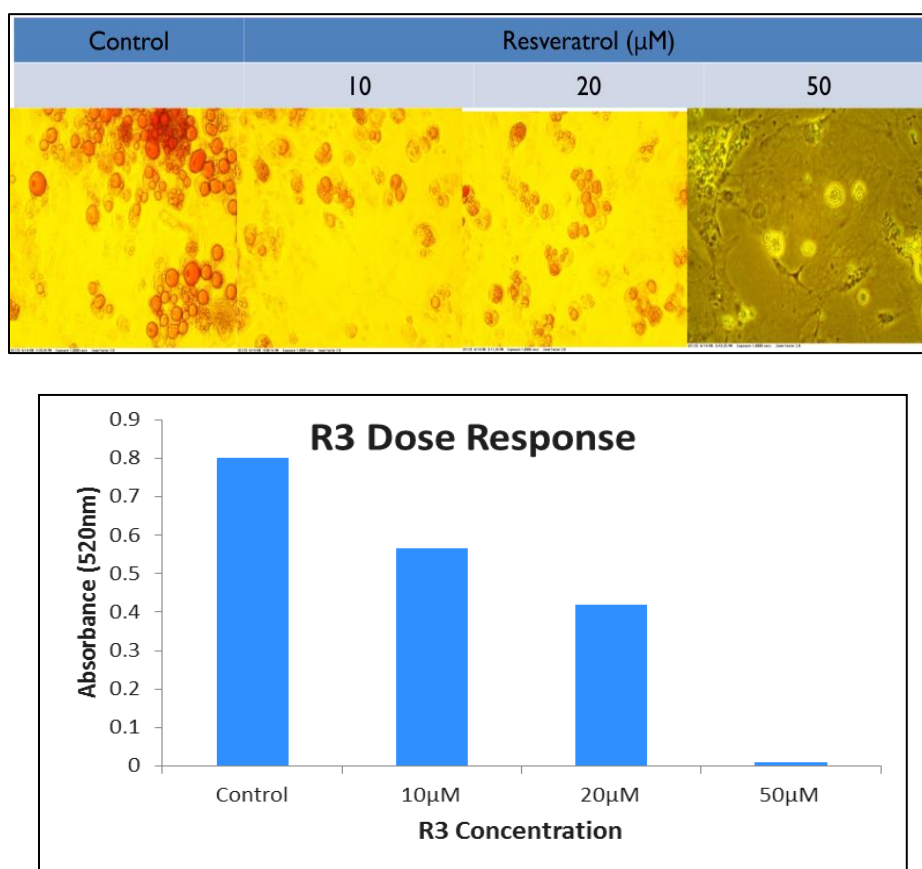 Control Resveratrol (µM)
10 20 50
R3 Dose Response
Absorbance (520nm)
0.9
0.8
0.7
0.6
0.5
0.4
0.3
0.2
0.1
0
Control 10µM 20µM 50µM
R3 Concentration